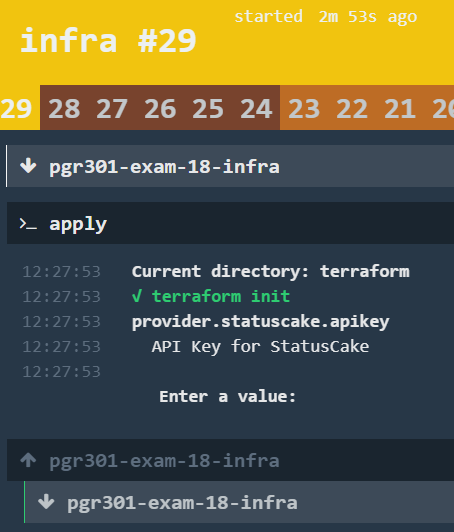 started 2m 53s ago
infra #29
29 28 27 26 25 24 23 22 21 20
pgr301-exam-18-infra
>_ apply
12:27:53 Current directory: terraform
12:27:53 √ terraform init
12:27:53 provider.statuscake.apikey
12:27:53 API Key for StatusCake
12:27:53
Enter a value:
pgr301-exam-18-infra
pgr301-exam-18-infra